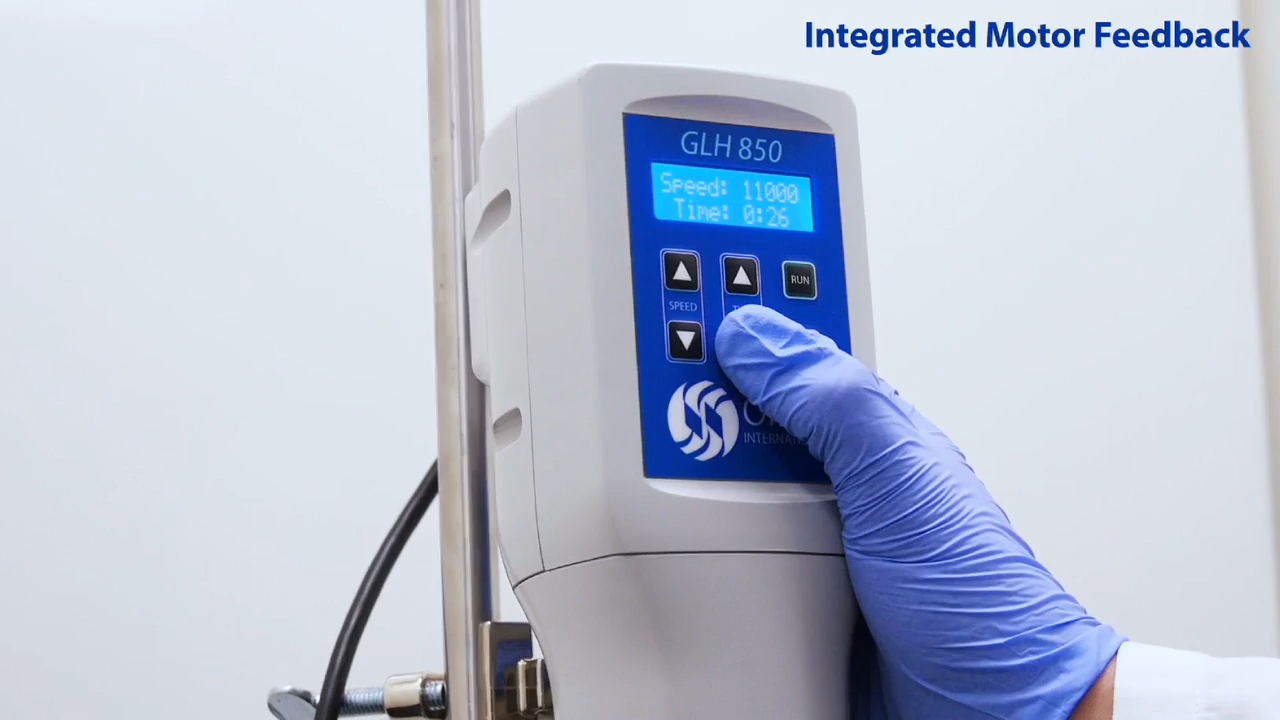 Integrated Motor Feedback
GLH 850
Speed: 11000
Time: 0:26
RUN
SPEED